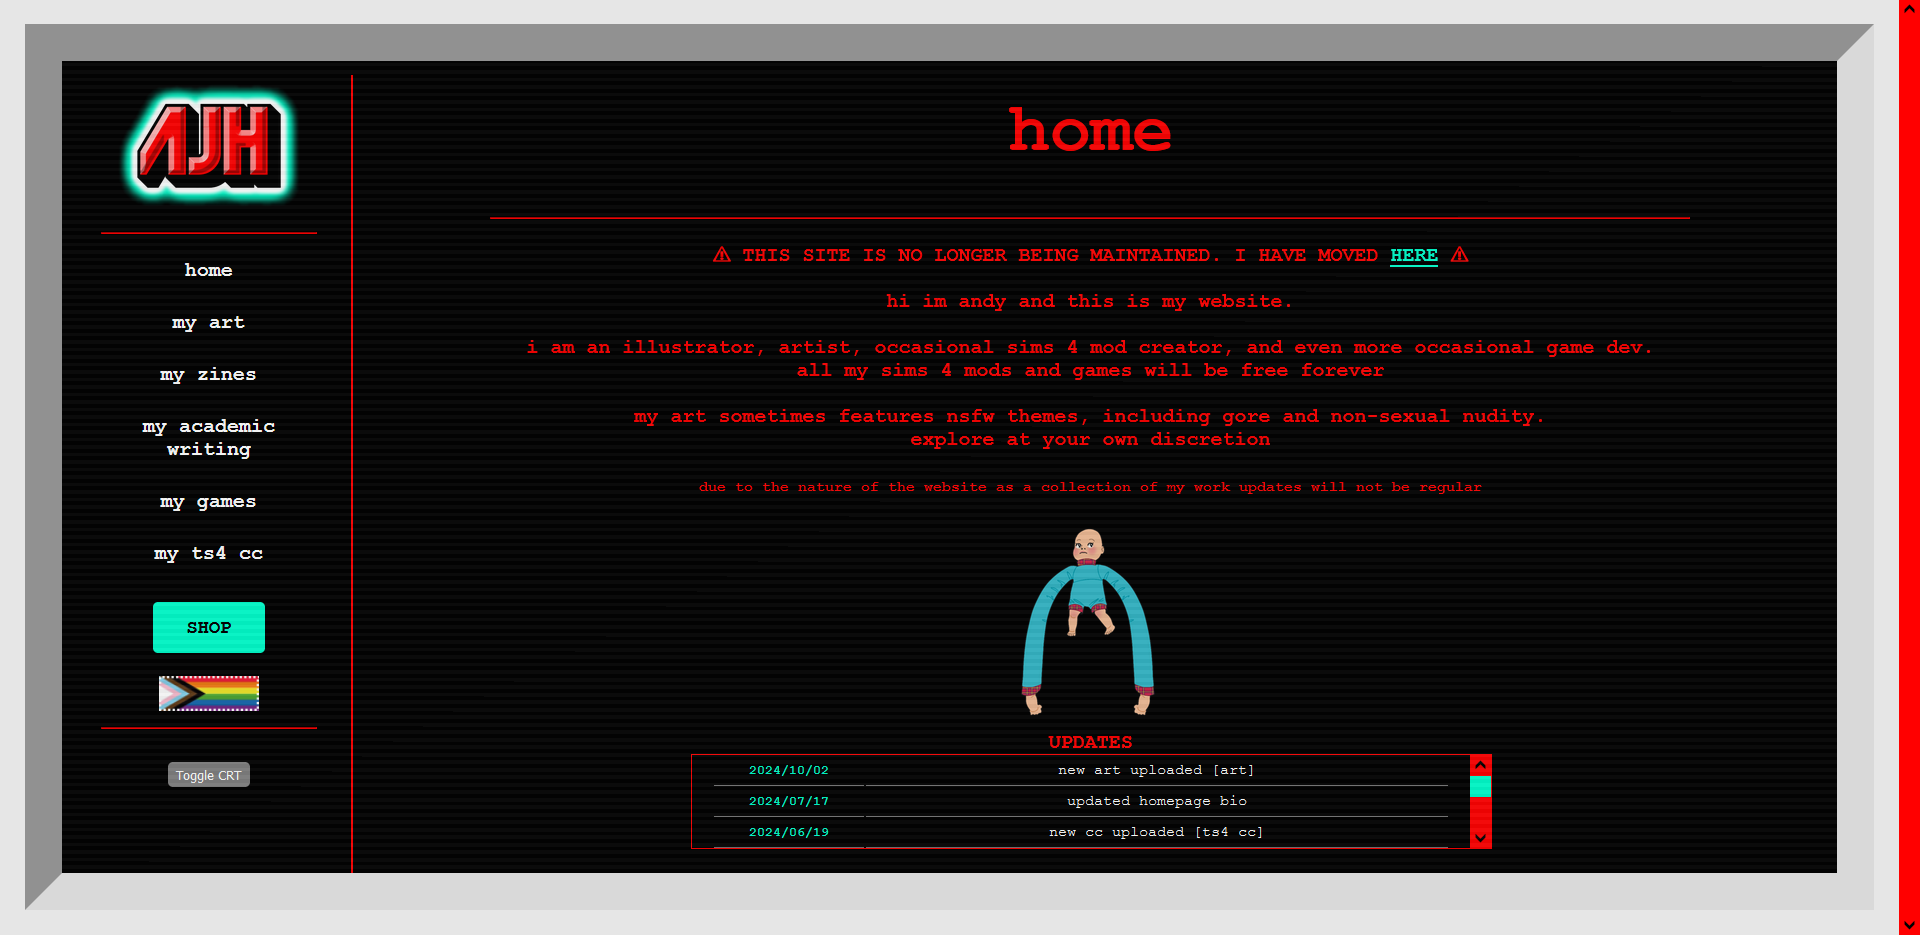 AJH
home
my art
my zines
my academic
writing
my games
my ts4 cc
SHOP
Toggle CRT
home
⚠ THIS SITE IS NO LONGER BEING MAINTAINED. I HAVE MOVED HERE ⚠
hi im andy and this is my website.
i am an illustrator, artist, occasional sims 4 mod creator, and even more occasional game dev.
all my sims 4 mods and games will be free forever
my art sometimes features nsfw themes, including gore and non-sexual nudity.
explore at your own discretion
due to the nature of the website as a collection of my work updates will not be regular
UPDATES
2024/10/02 new art uploaded [art]
2024/07/17 updated homepage bio
2024/06/19 new cc uploaded [ts4 cc]